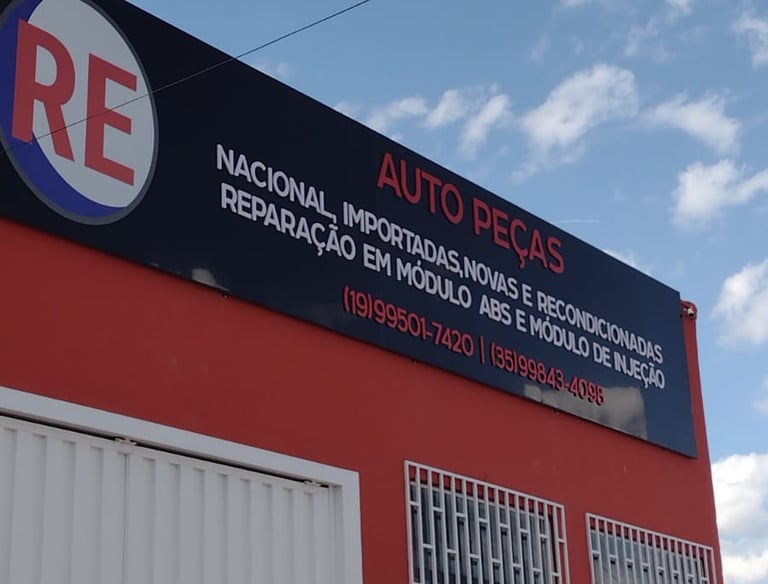 RE
AUTO PEÇAS
NACIONAL, IMPORTADAS,NOVAS E RECONDICIONADAS
REPARAÇÃO EM MÓDULO ABS E MÓDULO DE INJEÇÃO
(19)99501-7420 | (35)99843-4098